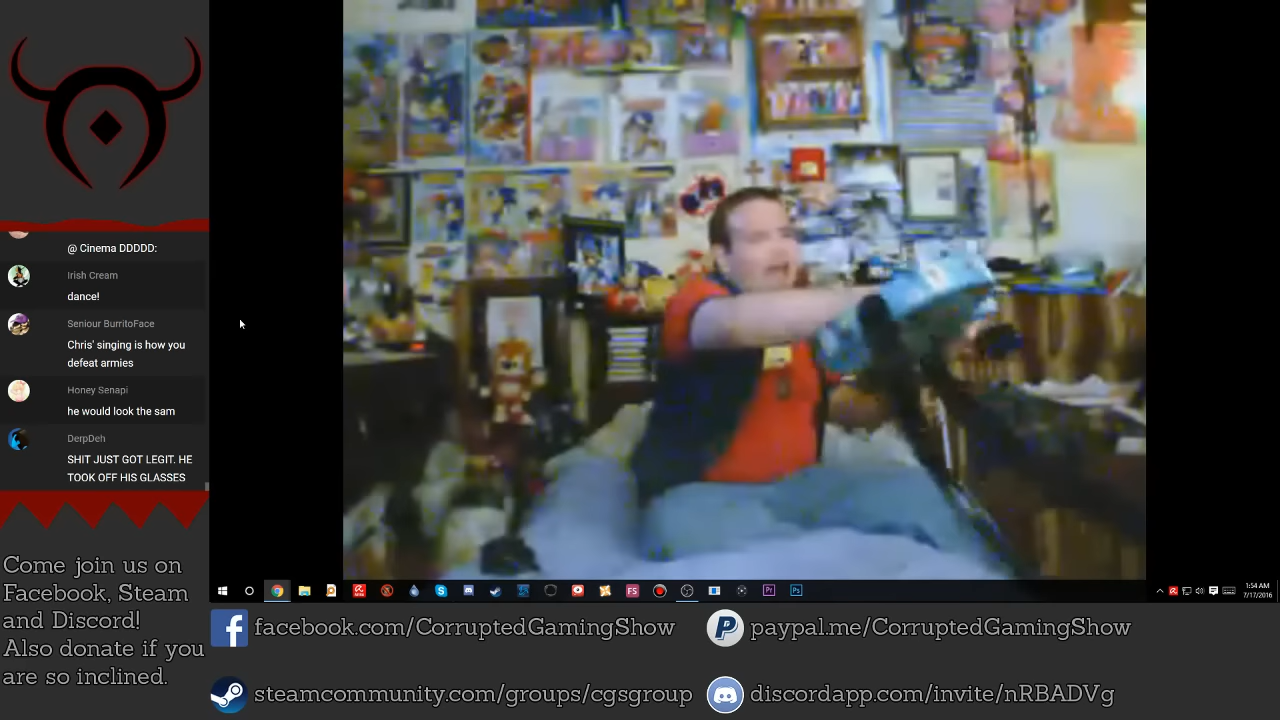 @ Cinema DDDDD:
Irish Cream
dance!
Seniour BurritoFace
Chris' singing is how you
defeat armies
Honey Senapi
he would look the sam
DerpDeh
SHIT JUST GOT LEGIT. HE
TOOK OFF HIS GLASSES
Come join us on
Facebook, Steam
and Discord!
Also donate if you
are so inclined.
FS
Pr
Ps
1:54 AM
7/17/2016
facebook.com/CorruptedGamingShow
paypal.me/CorruptedGamingShow
steamcommunity.com/groups/cgsgroup
discordapp.com/invite/nRBADVg